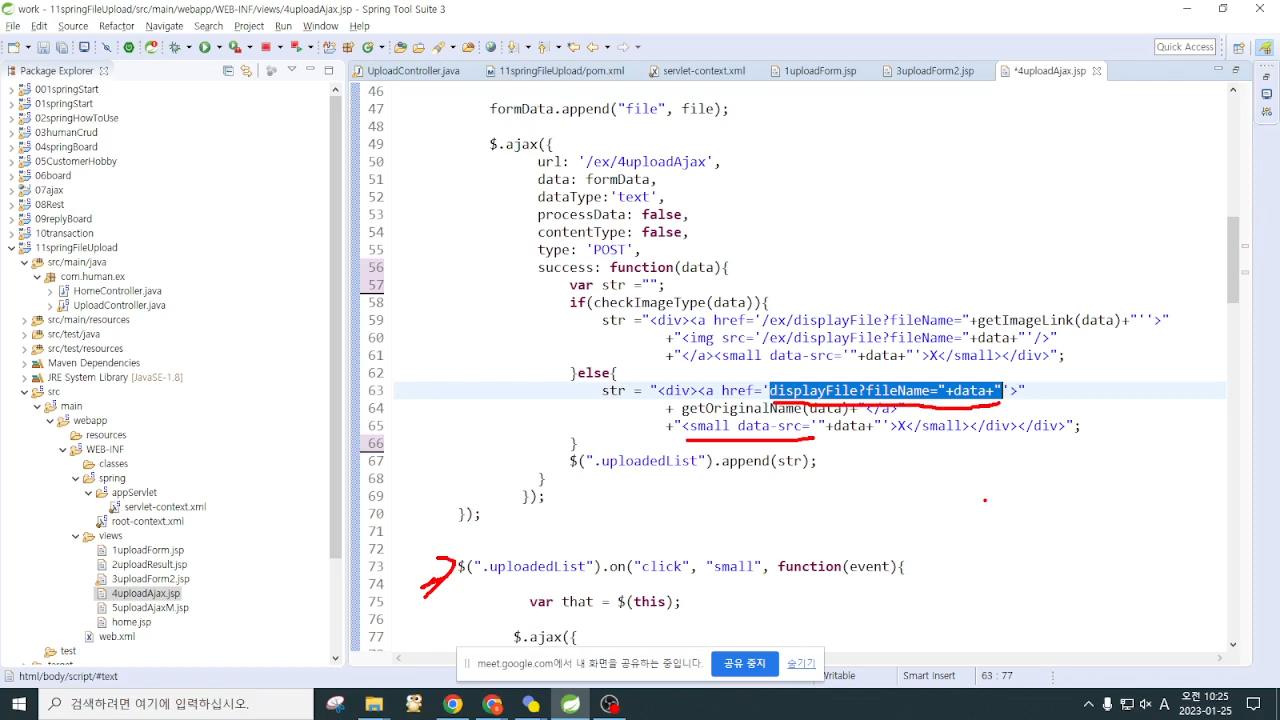 work - 11springFileUpload/src/main/webapp/WEB-INF/views/4uploadAjax.jsp - Spring Tool Suite 3
File Edit Source Refactor Navigate Search Project Run Window Help
Quick Access
Package Explorer
UploadController.java 11springFileUpload/pom.xml servlet-context.xml 1uploadForm.jsp 3uploadForm2.jsp *4uploadAjax.jsp
001springStart
01springStart
02springHowToUse
03humanCrud
04springBoard
05CustomerHobby
06board
07ajax
08Rest
09replyBoard
10transaction
11springFileUpload
src/main/java
com.human.ex
HomeController.java
UploadController.java
src/main/resources
src/test/java
src/test/resources
Maven Dependencies
JRE System Library [JavaSE-1.8]
src
main
webapp
resources
WEB-INF
classes
spring
appServlet
servlet-context.xml
root-context.xml
views
1uploadForm.jsp
2uploadResult.jsp
3uploadForm2.jsp
4uploadAjax.jsp
5uploadAjaxM.jsp
home.jsp
web.xml
test
46
47 formData.append("file", file);
48
49 $.ajax({
50 url: '/ex/4uploadAjax',
51 data: formData,
52 dataType:'text',
53 processData: false,
54 contentType: false,
55 type: 'POST',
56 success: function(data){
57 var str ="";
58 if(checkImageType(data)){
59 str ="<div><a href='/ex/displayFile?fileName="+getImageLink(data)+"''>"
60 +"<img src='/ex/displayFile?fileName="+data+"'/>"
61 +"</a><small data-src='"+data+"'>X</small></div>";
62 }else{
63 str = "<div><a href='displayFile?fileName="+data+"'>"
64 + getOriginalName(data)+"</a>"
65 +"<small data-src='"+data+"'>X</small></div></div>";
66 }
67 $(".uploadedList").append(str);
68 }
69 });
70 });
71
72
73 $(".uploadedList").on("click", "small", function(event){
74
75 var that = $(this);
76
77 $.ajax({
meet.google.com에서 내 화면을 공유하는 중입니다. 공유 중지 숨기기
html/body/script/#text Writable Smart Insert 63 : 77
검색하려면 여기에 입력하십시오.
A 오전 10:25
2023-01-25